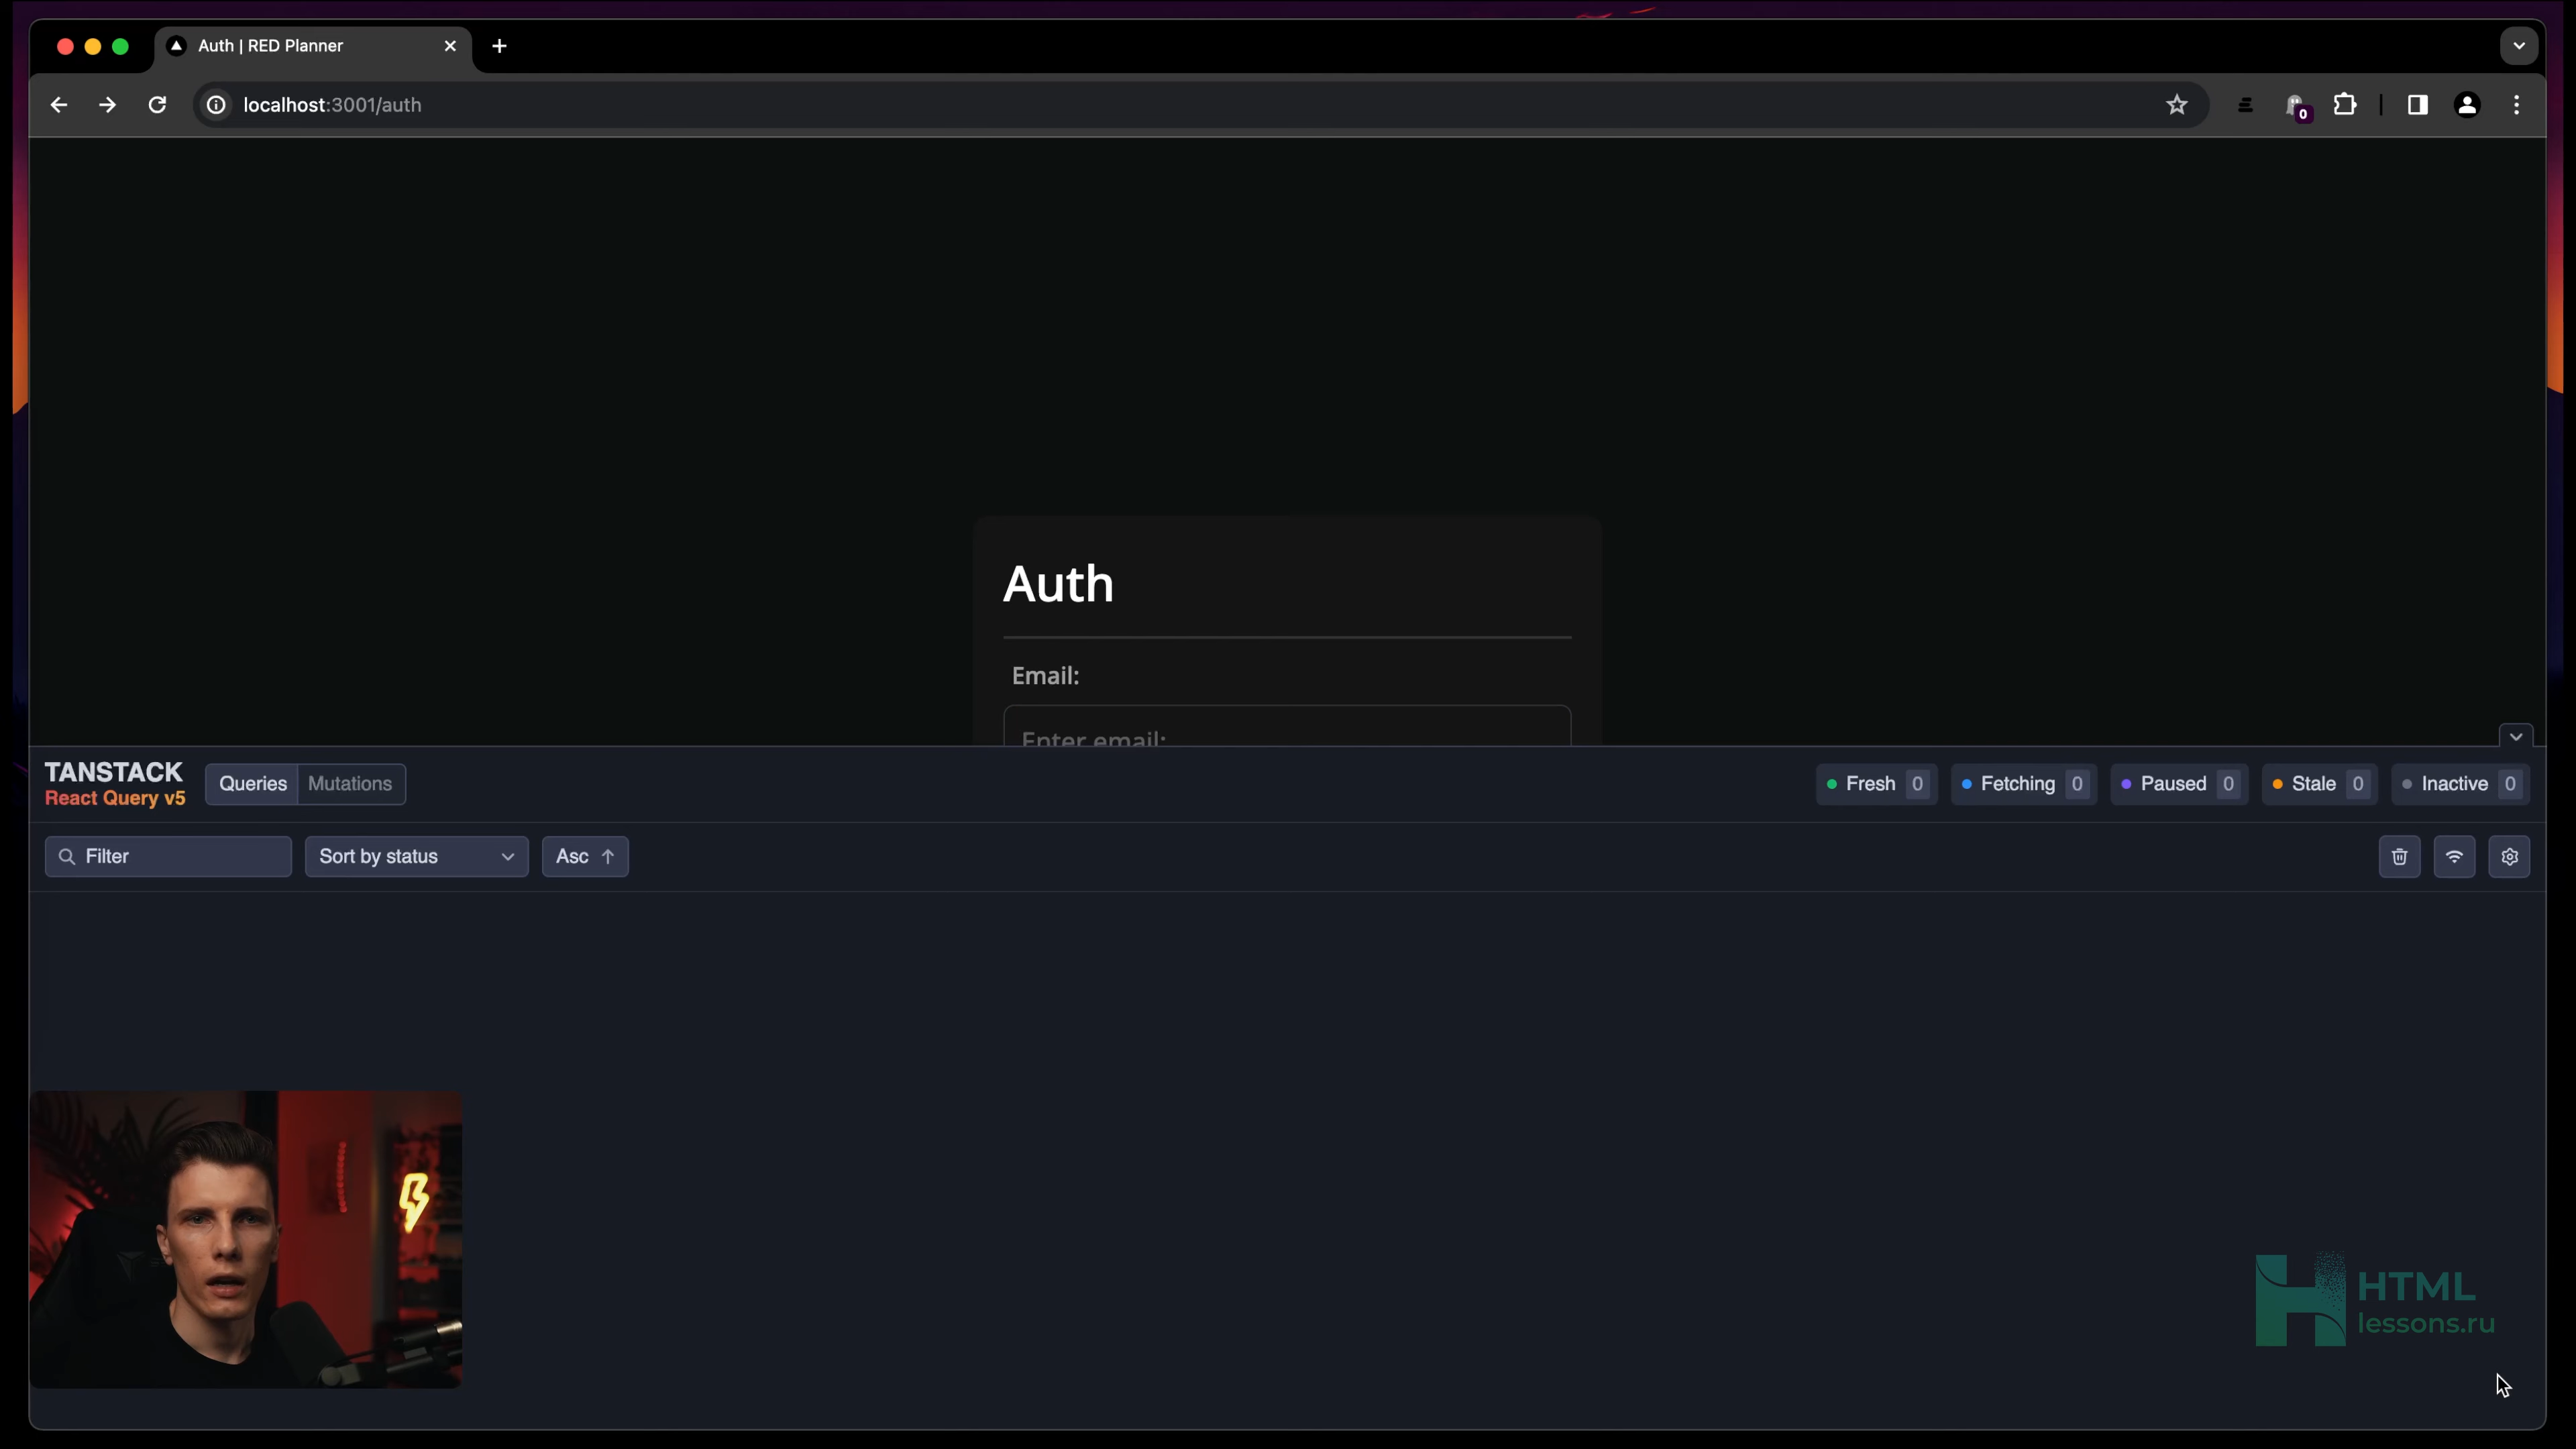 Auth | RED Planner
localhost:3001/auth
0
Auth
Email:
Enter email:
TANSTACK
React Query v5
Queries
Mutations
Fresh 0
Fetching 0
Paused 0
Stale 0
Inactive 0
Filter
Sort by status
Asc ↑
HTML
lessons.ru